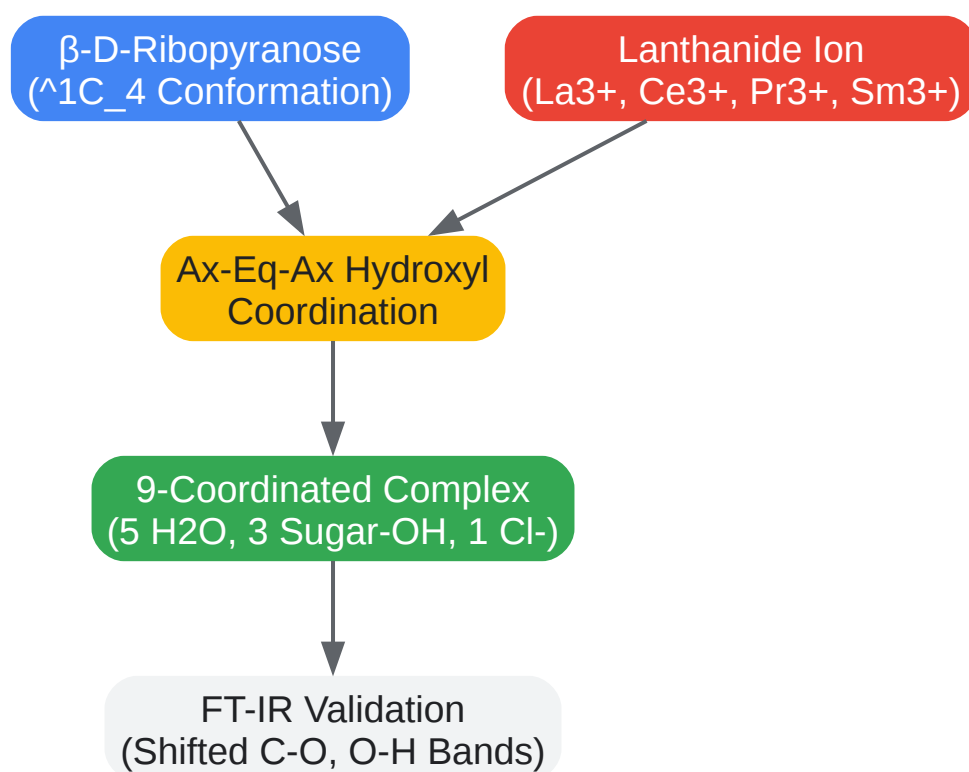 β-D-Ribopyranose
(^1C_4 Conformation)
Lanthanide Ion
(La3+, Ce3+, Pr3+, Sm3+)
Ax-Eq-Ax Hydroxyl
Coordination
9-Coordinated Complex
(5 H2O, 3 Sugar-OH, 1 Cl-)
FT-IR Validation
(Shifted C-O, O-H Bands)